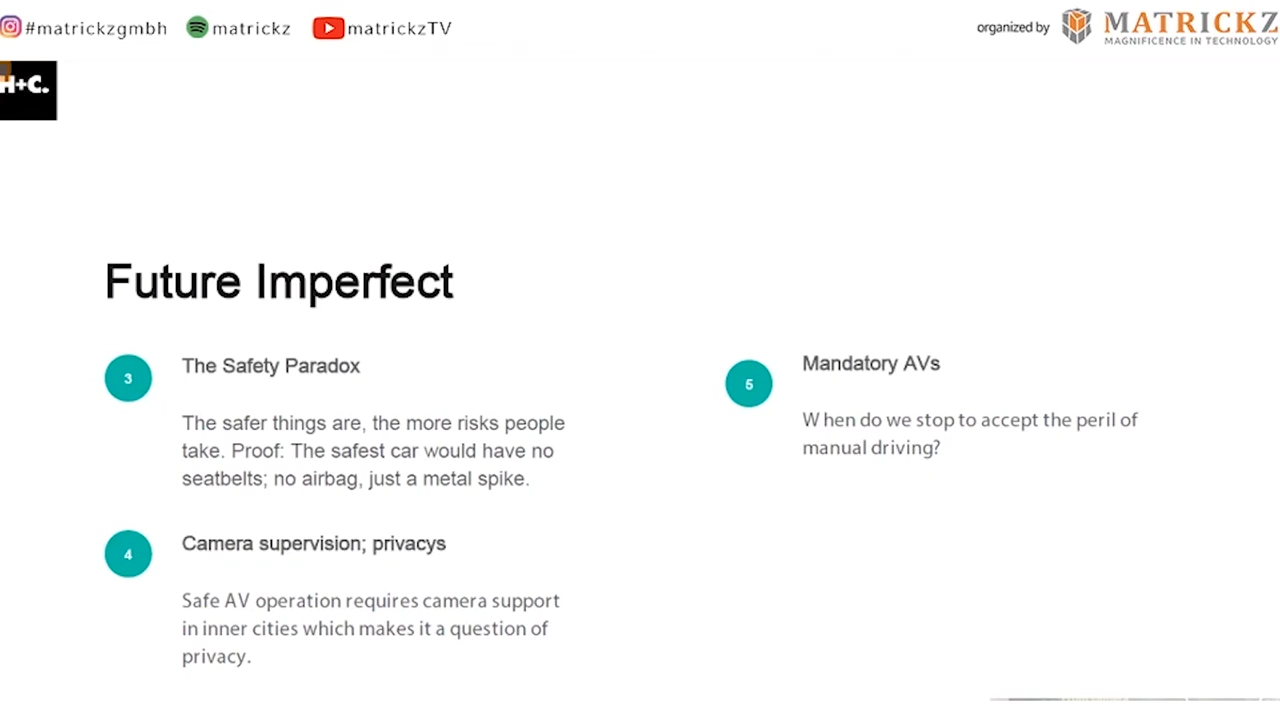 #matrickzgmbh matrickz matrickzTV
organized by MATRICKZ
MAGNIFICENCE IN TECHNOLOGY
H+C.
Future Imperfect
3
The Safety Paradox
The safer things are, the more risks people
take. Proof: The safest car would have no
seatbelts; no airbag, just a metal spike.
4
Camera supervision; privacys
Safe AV operation requires camera support
in inner cities which makes it a question of
privacy.
5
Mandatory AVs
When do we stop to accept the peril of
manual driving?